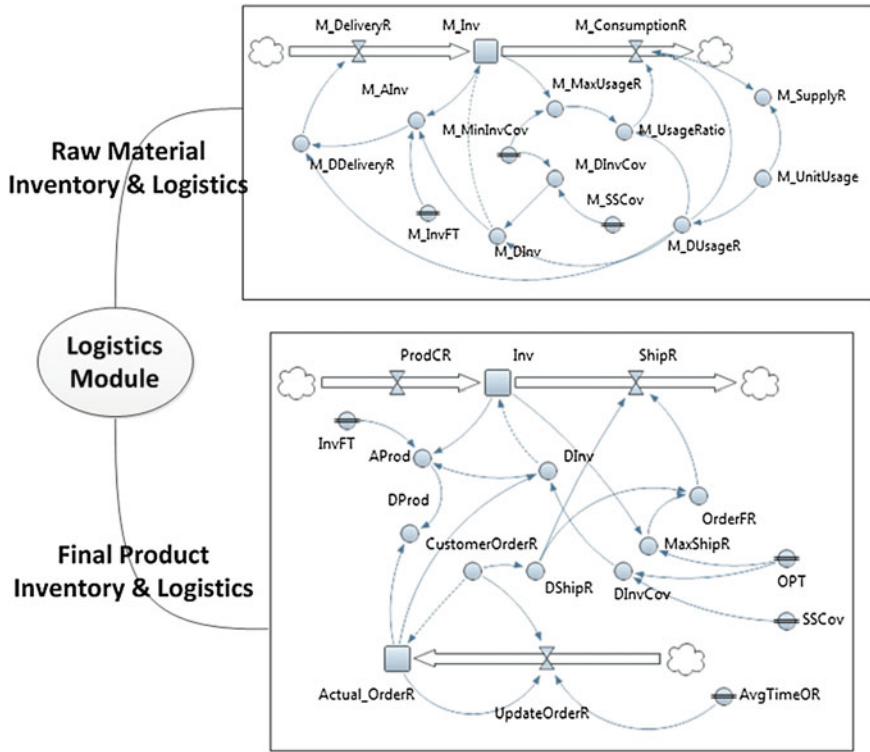 M_DeliveryR
M_Inv
M_ConsumptionR
M_AInv
M_MaxUsageR
M_SupplyR
M_MinInvCov
M_UsageRatio
M_DDeliveryR
M_DInvCov
M_UnitUsage
M_SSCov
M_InvFT
M_DInv
M_DUsageR
Raw Material
Inventory & Logistics
Logistics
Module
ProdCR
Inv
ShipR
InvFT
AProd
DInv
DProd
OrderFR
CustomerOrderR
MaxShipR
DShipR
DInvCov
OPT
SSCov
Actual_OrderR
UpdateOrderR
AvgTimeOR
Final Product
Inventory & Logistics